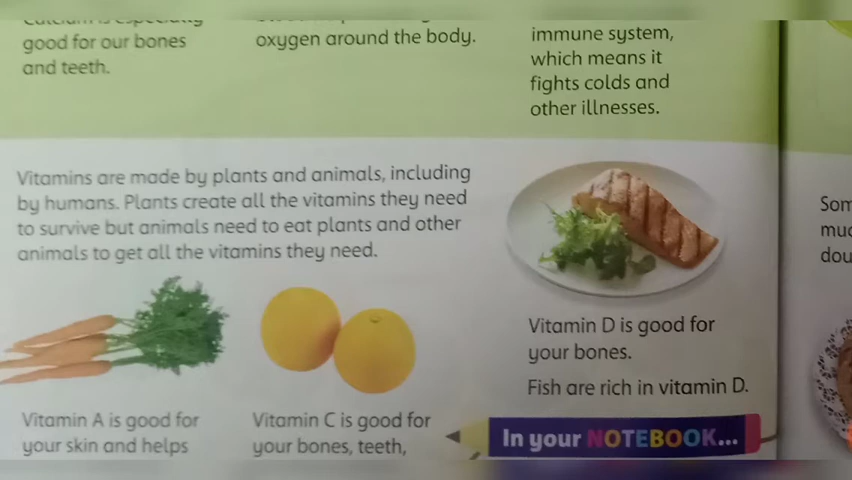 Calcium is especially
good for our bones
and teeth.
oxygen around the body.
immune system,
which means it
fights colds and
other illnesses.
Vitamins are made by plants and animals, including
by humans. Plants create all the vitamins they need
to survive but animals need to eat plants and other
animals to get all the vitamins they need.
Vitamin A is good for
your skin and helps
Vitamin C is good for
your bones, teeth,
Vitamin D is good for
your bones.
Fish are rich in vitamin D.
In your NOTEBOOK...